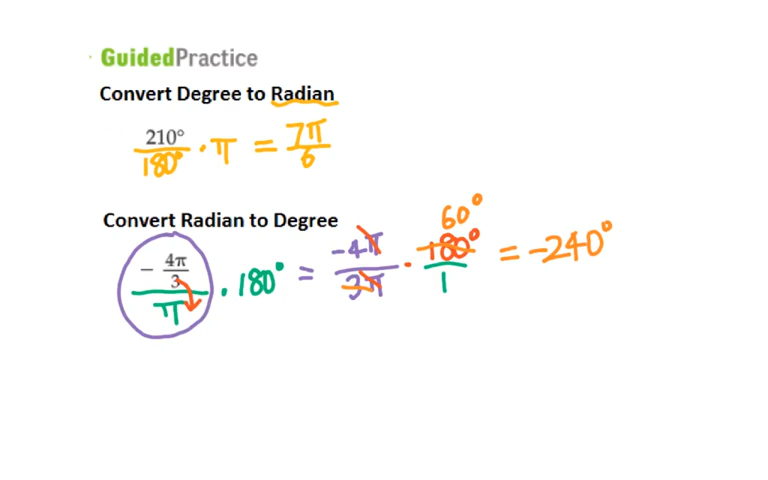 GuidedPractice
Convert Degree to Radian
210°/180° · π = 7π/6
Convert Radian to Degree
60°
- 4π/3 / π · 180° = -4π/3π · 180°/1 = -240°